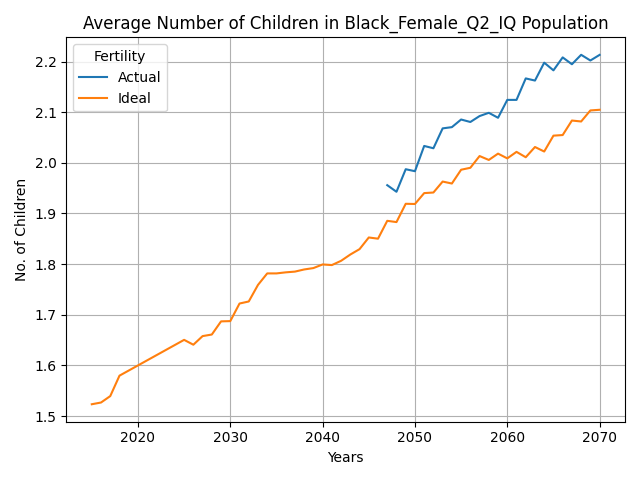 Average Number of Children in Black_Female_Q2_IQ Population
Fertility
Actual
Ideal
No. of Children
2.2
2.1
2.0
1.9
1.8
1.7
1.6
1.5
2020 2030 2040 2050 2060 2070
Years